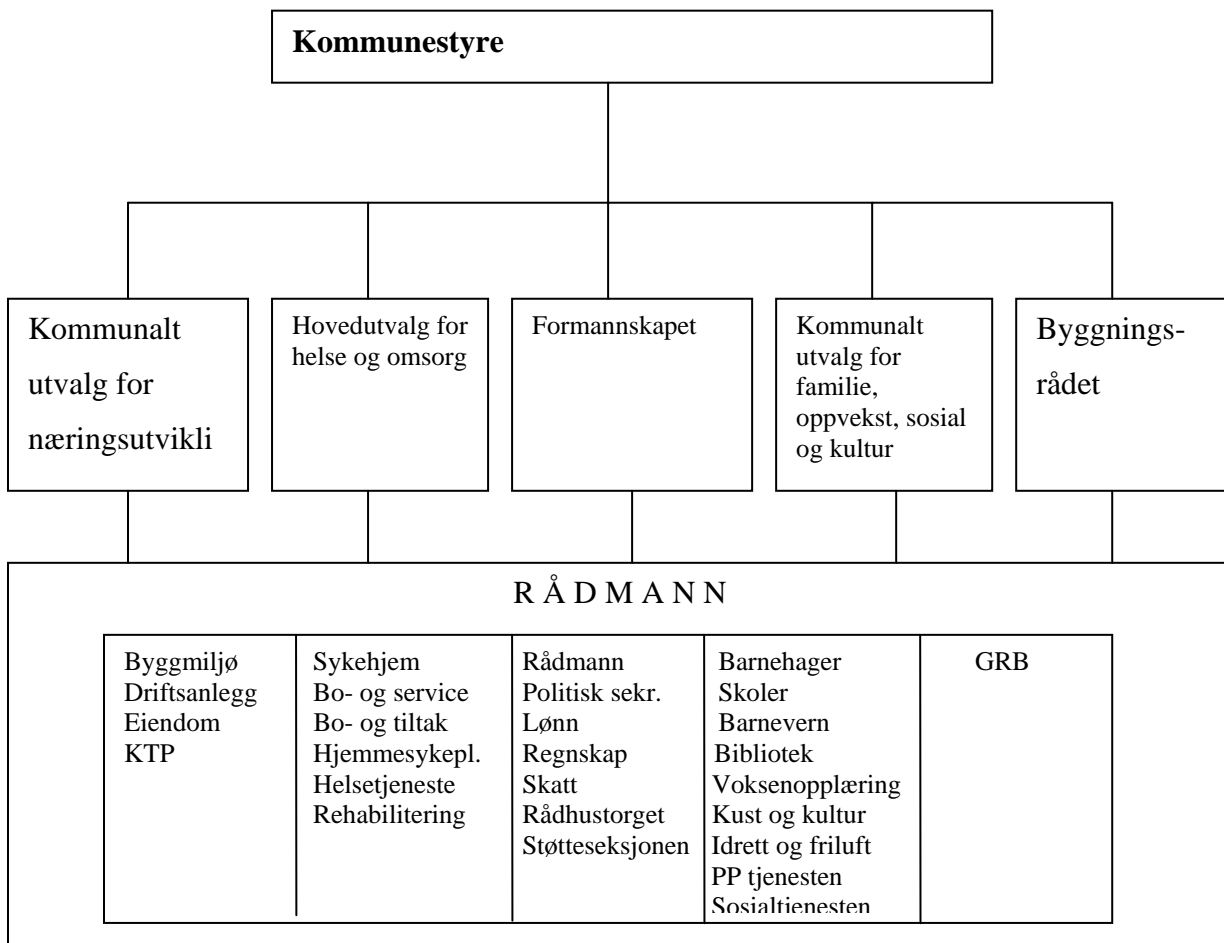 Kommunestyre
Kommunalt
utvalg for
næringsutvikli
Hovedutvalg for
helse og omsorg
Formannskapet
Kommunalt
utvalg for
familie,
oppvekst, sosial
og kultur
Byggnings-
rådet
R Å D M A N N
Byggmiljø
Driftsanlegg
Eiendom
KTP
Sykehjem
Bo- og service
Bo- og tiltak
Hjemmesykepl.
Helsetjeneste
Rehabilitering
Rådmann
Politisk sekr.
Lønn
Regnskap
Skatt
Rådhustorget
Støtteseksjonen
Barnehager
Skoler
Barnevern
Bibliotek
Voksenopplæring
Kust og kultur
Idrett og friluft
PP tjenesten
Sosialtjenesten
GRB